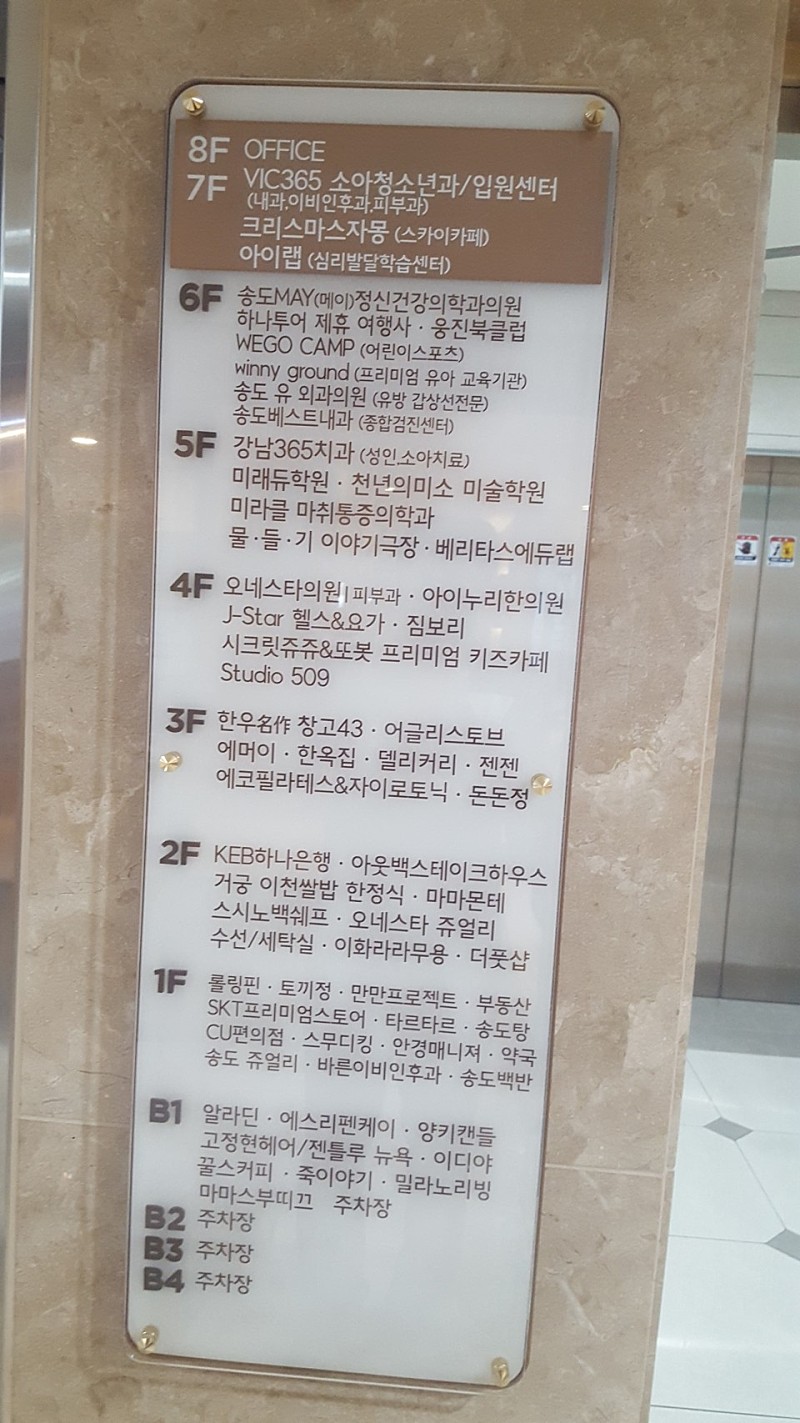 8F OFFICE
7F VIC365 소아청소년과/입원센터
(내과.이비인후과.피부과)
크리스마스자몽 (스카이카페)
아이랩 (심리발달학습센터)
6F 송도MAY(메이)정신건강의학과의원
하나투어 제휴 여행사 · 웅진북클럽
WEGO CAMP (어린이스포츠)
winny ground (프리미엄 유아 교육기관)
송도 유 외과의원 (유방 갑상선전문)
송도베스트내과 (종합검진센터)
5F 강남365치과 (성인.소아치료)
미래듀학원 · 천년의미소 미술학원
미라클 마취통증의학과
물·들·기 이야기극장 · 베리타스에듀랩
4F 오네스타의원|피부과 · 아이누리한의원
J-Star 헬스&요가 · 짐보리
시크릿쥬쥬&또봇 프리미엄 키즈카페
Studio 509
3F 한우名作 창고43 · 어글리스토브
에머이 · 한옥집 · 델리커리 · 젠젠
에코필라테스&자이로토닉 · 돈돈정
2F KEB하나은행 · 아웃백스테이크하우스
거궁 이천쌀밥 한정식 · 마마몬테
스시노백쉐프 · 오네스타 쥬얼리
수선/세탁실 · 이화라라무용 · 더풋샵
1F 롤링핀 · 토끼정 · 만만프로젝트 · 부동산
SKT프리미엄스토어 · 타르타르 · 송도탕
CU편의점 · 스무디킹 · 안경매니져 · 약국
송도 쥬얼리 · 바른이비인후과 · 송도백반
B1 알라딘 · 에스리펜케이 · 양키캔들
고정현헤어/젠틀루 뉴욕 · 이디야
꿀스커피 · 죽이야기 · 밀라노리빙
마마스부띠끄 주차장
B2 주차장
B3 주차장
B4 주차장